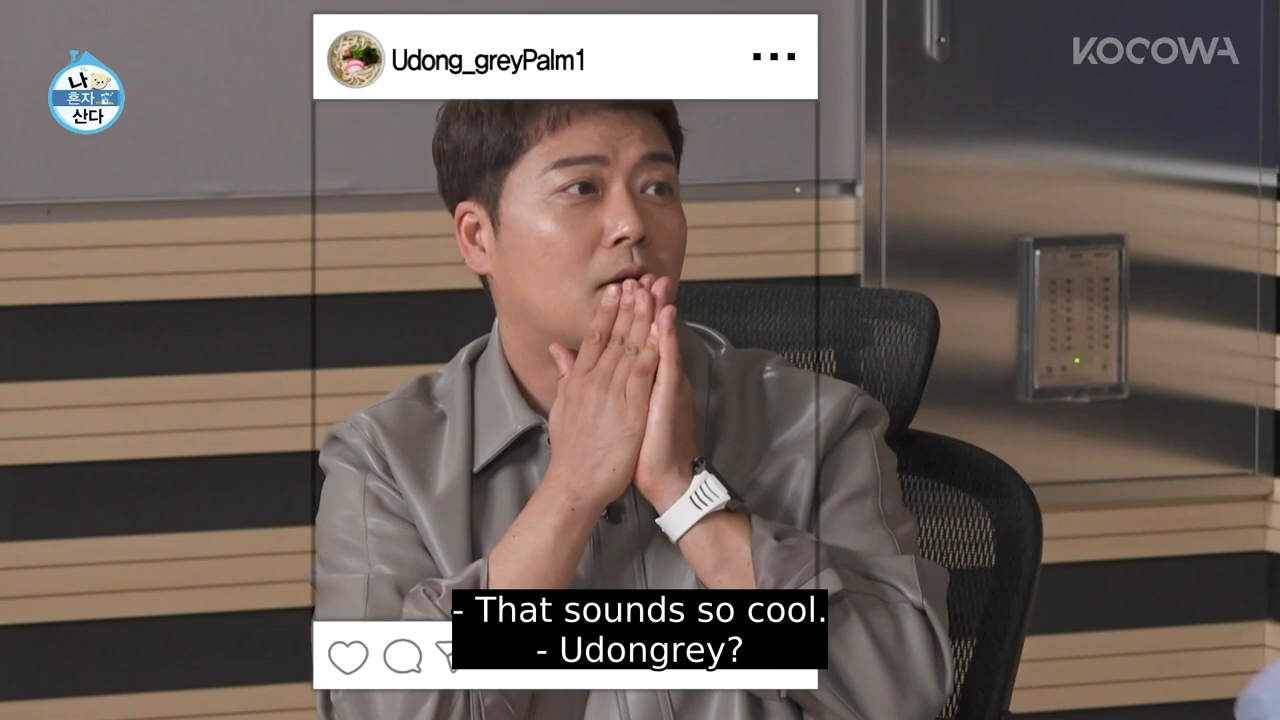 Udong_greyPalm1
KOCOWA
나
혼자
산다
- That sounds so cool.
- Udongrey?